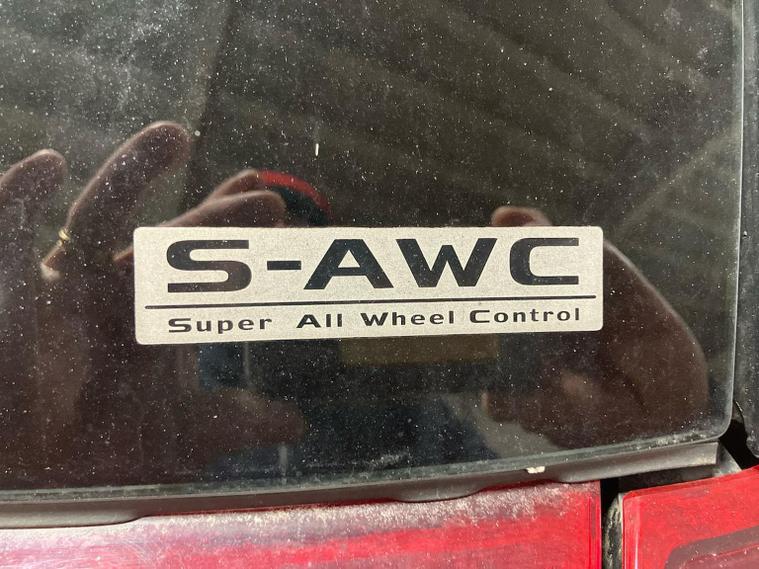 S-AWC
Super All Wheel Control